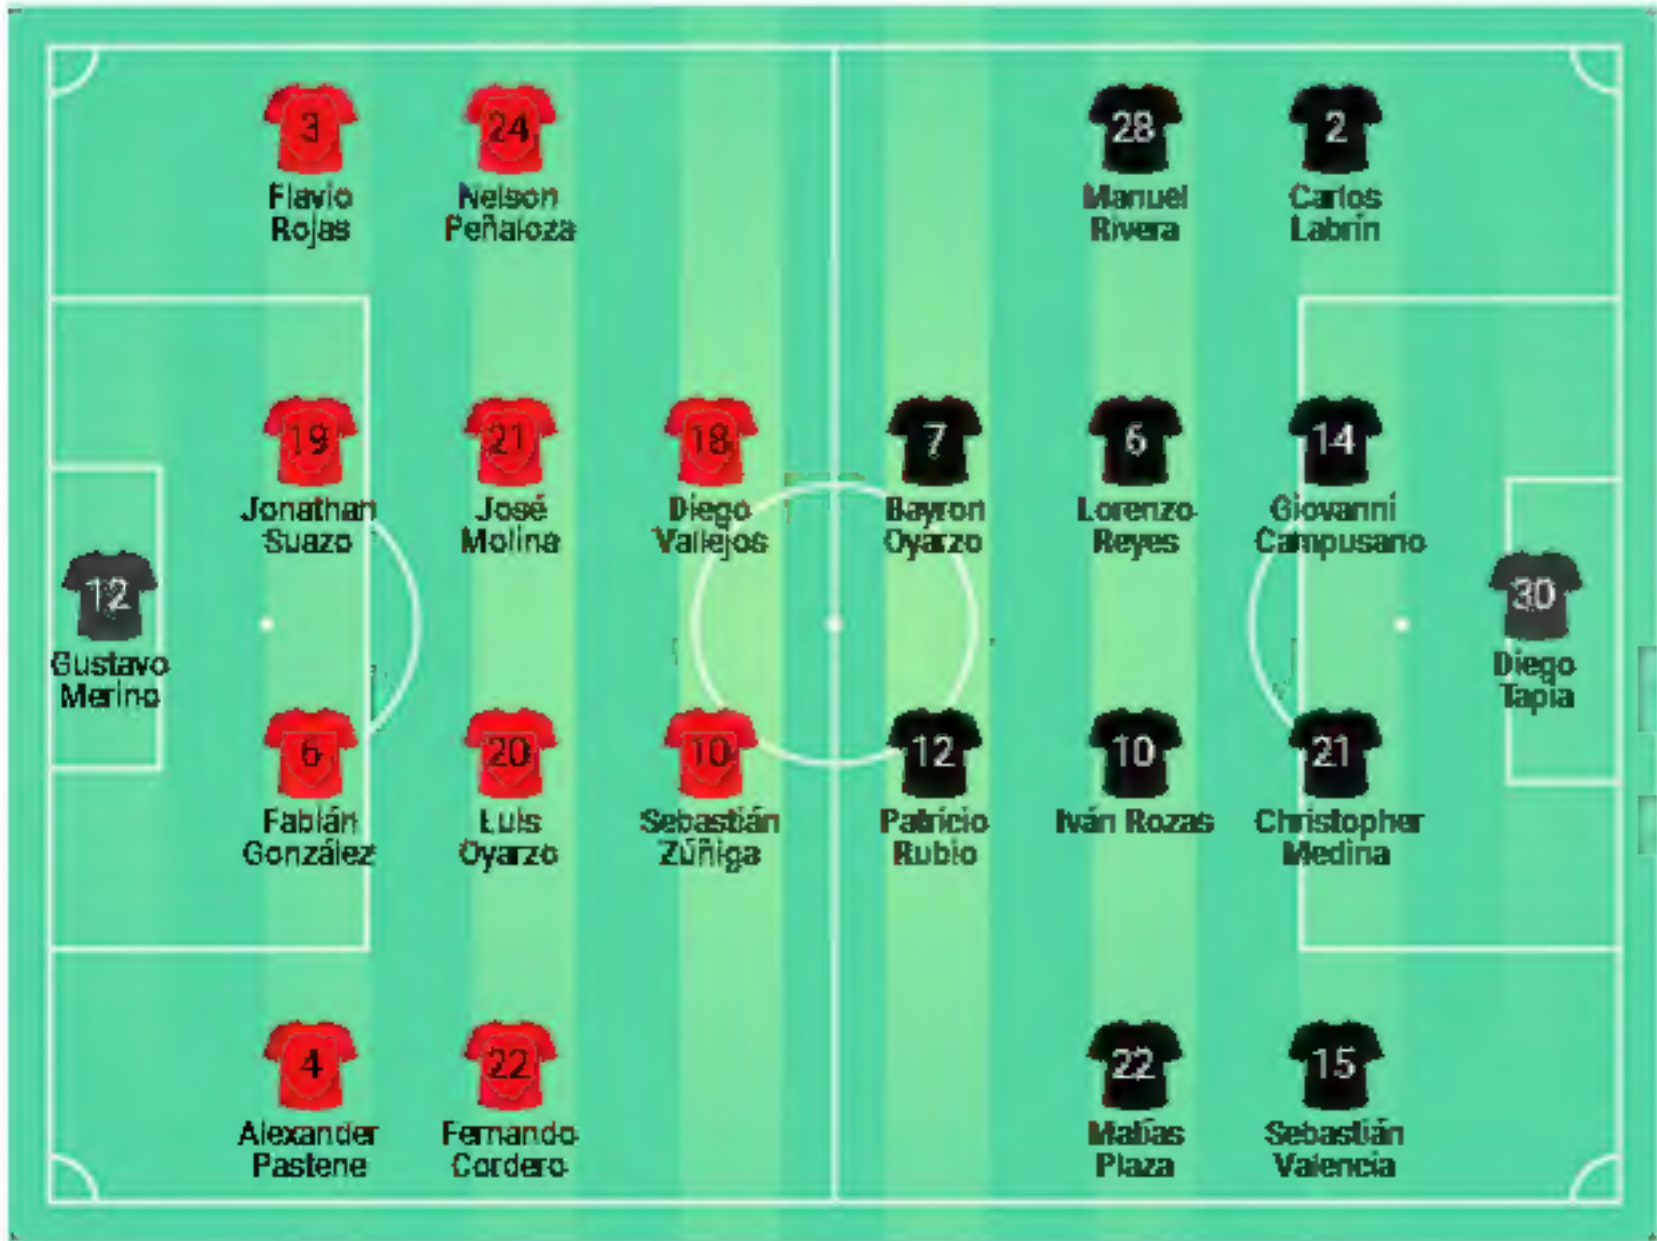 3
Flavio
Rojas
24
Nelson
Peñaloza
28
Manuel
Rivera
2
Carlos
Labrín
19
Jonathan
Suazo
21
José
Molina
18
Diego
Vallejos
7
Bayron
Oyarzo
6
Lorenzo
Reyes
14
Giovanni
Campusano
12
Gustavo
Merino
30
Diego
Tapia
6
Fabián
González
20
Luis
Oyarzo
10
Sebastián
Zúñiga
12
Patricio
Rubio
10
Iván Rozas
21
Christopher
Medina
4
Alexander
Pastene
22
Fernando
Cordero
22
Matías
Plaza
15
Sebastián
Valencia